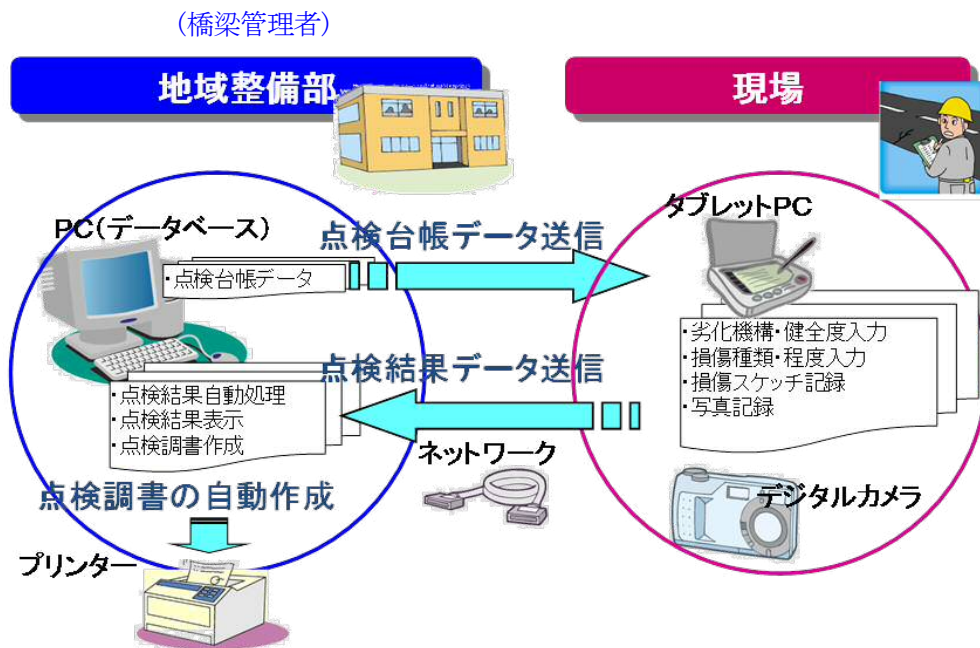 (橋梁管理者)
地域整備部
現場
PC(データベース)
・点検台帳データ
点検台帳データ送信
タブレットPC
・劣化機構・健全度入力
・損傷種類・程度入力
・損傷スケッチ記録
・写真記録
点検結果データ送信
・点検結果自動処理
・点検結果表示
・点検調書作成
ネットワーク
デジタルカメラ
点検調書の自動作成
プリンター